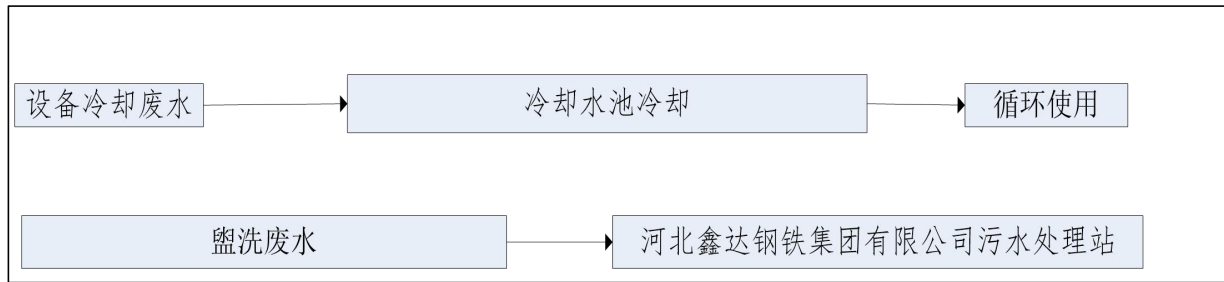 设备冷却废水
冷却水池冷却
循环使用
盥洗废水
河北鑫达钢铁集团有限公司污水处理站